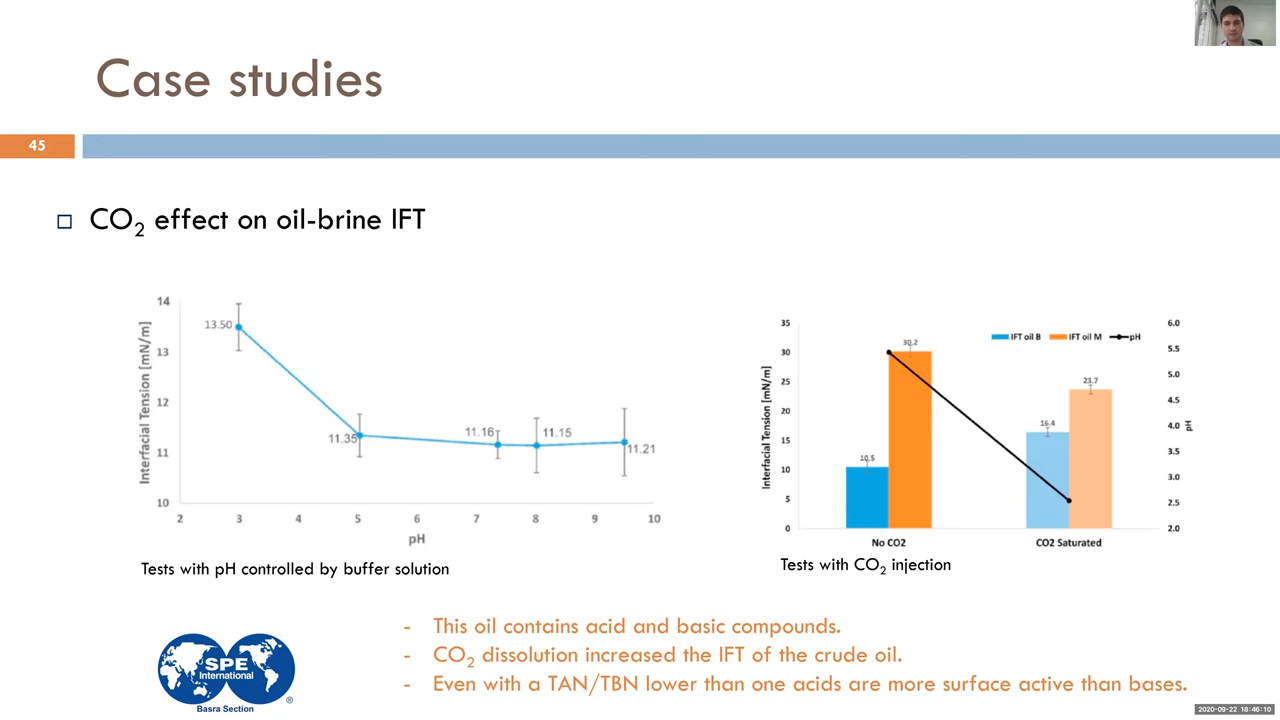 Case studies
45
CO2 effect on oil-brine IFT
14
13
12
11
10
Interfacial Tension [mN/m]
13.50
11.35
11.16
11.15
11.21
2 3 4 5 6 7 8 9 10
pH
Tests with pH controlled by buffer solution
35
30
25
20
15
10
5
0
Interfacial Tension [mN/m]
IFT oil B IFT oil M pH
10.5
30.2
16.4
23.7
6.0
5.5
5.0
4.5
4.0
3.5
3.0
2.5
2.0
pH
No CO2 CO2 Saturated
Tests with CO2 injection
- This oil contains acid and basic compounds.
- CO2 dissolution increased the IFT of the crude oil.
- Even with a TAN/TBN lower than one acids are more surface active than bases.
SPE
International
®
Basra Section
2020-09-22 18:46:10